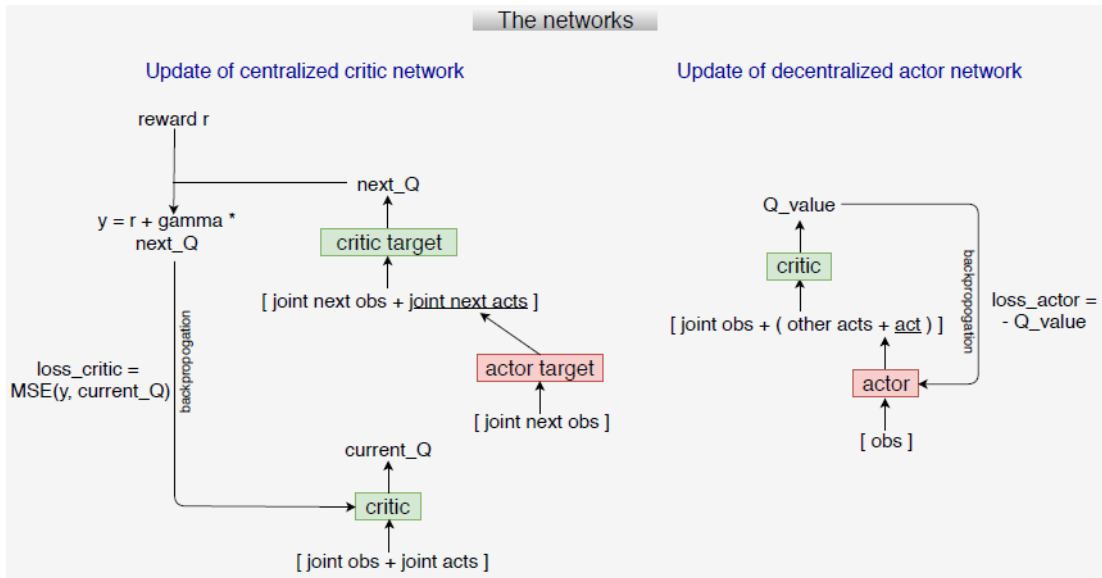 The networks
Update of centralized critic network
reward r
next_Q
y = r + gamma *
next_Q
critic target
[ joint next obs + joint next acts ]
backpropogation
loss_critic =
MSE(y, current_Q)
actor target
[ joint next obs ]
current_Q
critic
[ joint obs + joint acts ]
Update of decentralized actor network
Q_value
critic
backpropogation
loss_actor =
- Q_value
[ joint obs + ( other acts + act ) ]
actor
[ obs ]